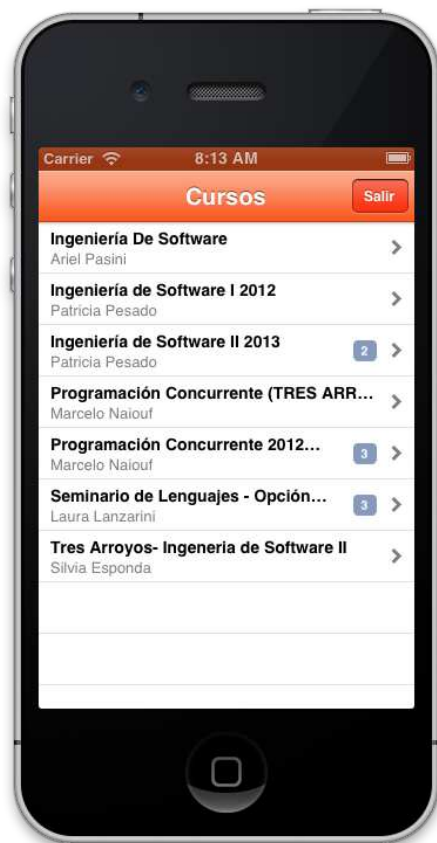 Carrier 8:13 AM
Cursos Salir
Ingeniería De Software
Ariel Pasini
Ingeniería de Software I 2012
Patricia Pesado
Ingeniería de Software II 2013 2
Patricia Pesado
Programación Concurrente (TRES ARR...
Marcelo Naiouf
Programación Concurrente 2012... 3
Marcelo Naiouf
Seminario de Lenguajes - Opción... 3
Laura Lanzarini
Tres Arroyos- Ingeneria de Software II
Silvia Esponda